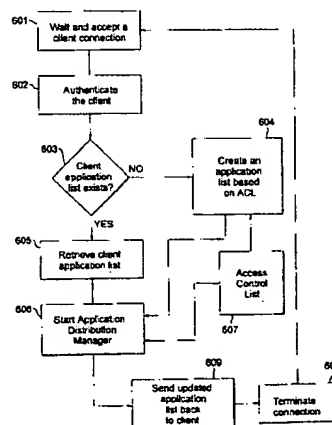 601
Wait and accept a
client connection
602
Authenticate
the client
603
Client
application
list exists?
NO
604
Create an
application
list based
on ACL
YES
605
Retrieve client
application list
Access
Control
List
607
606
Start Application
Distribution
Manager
609
Send updated
application
list back
to client
Terminate
connection